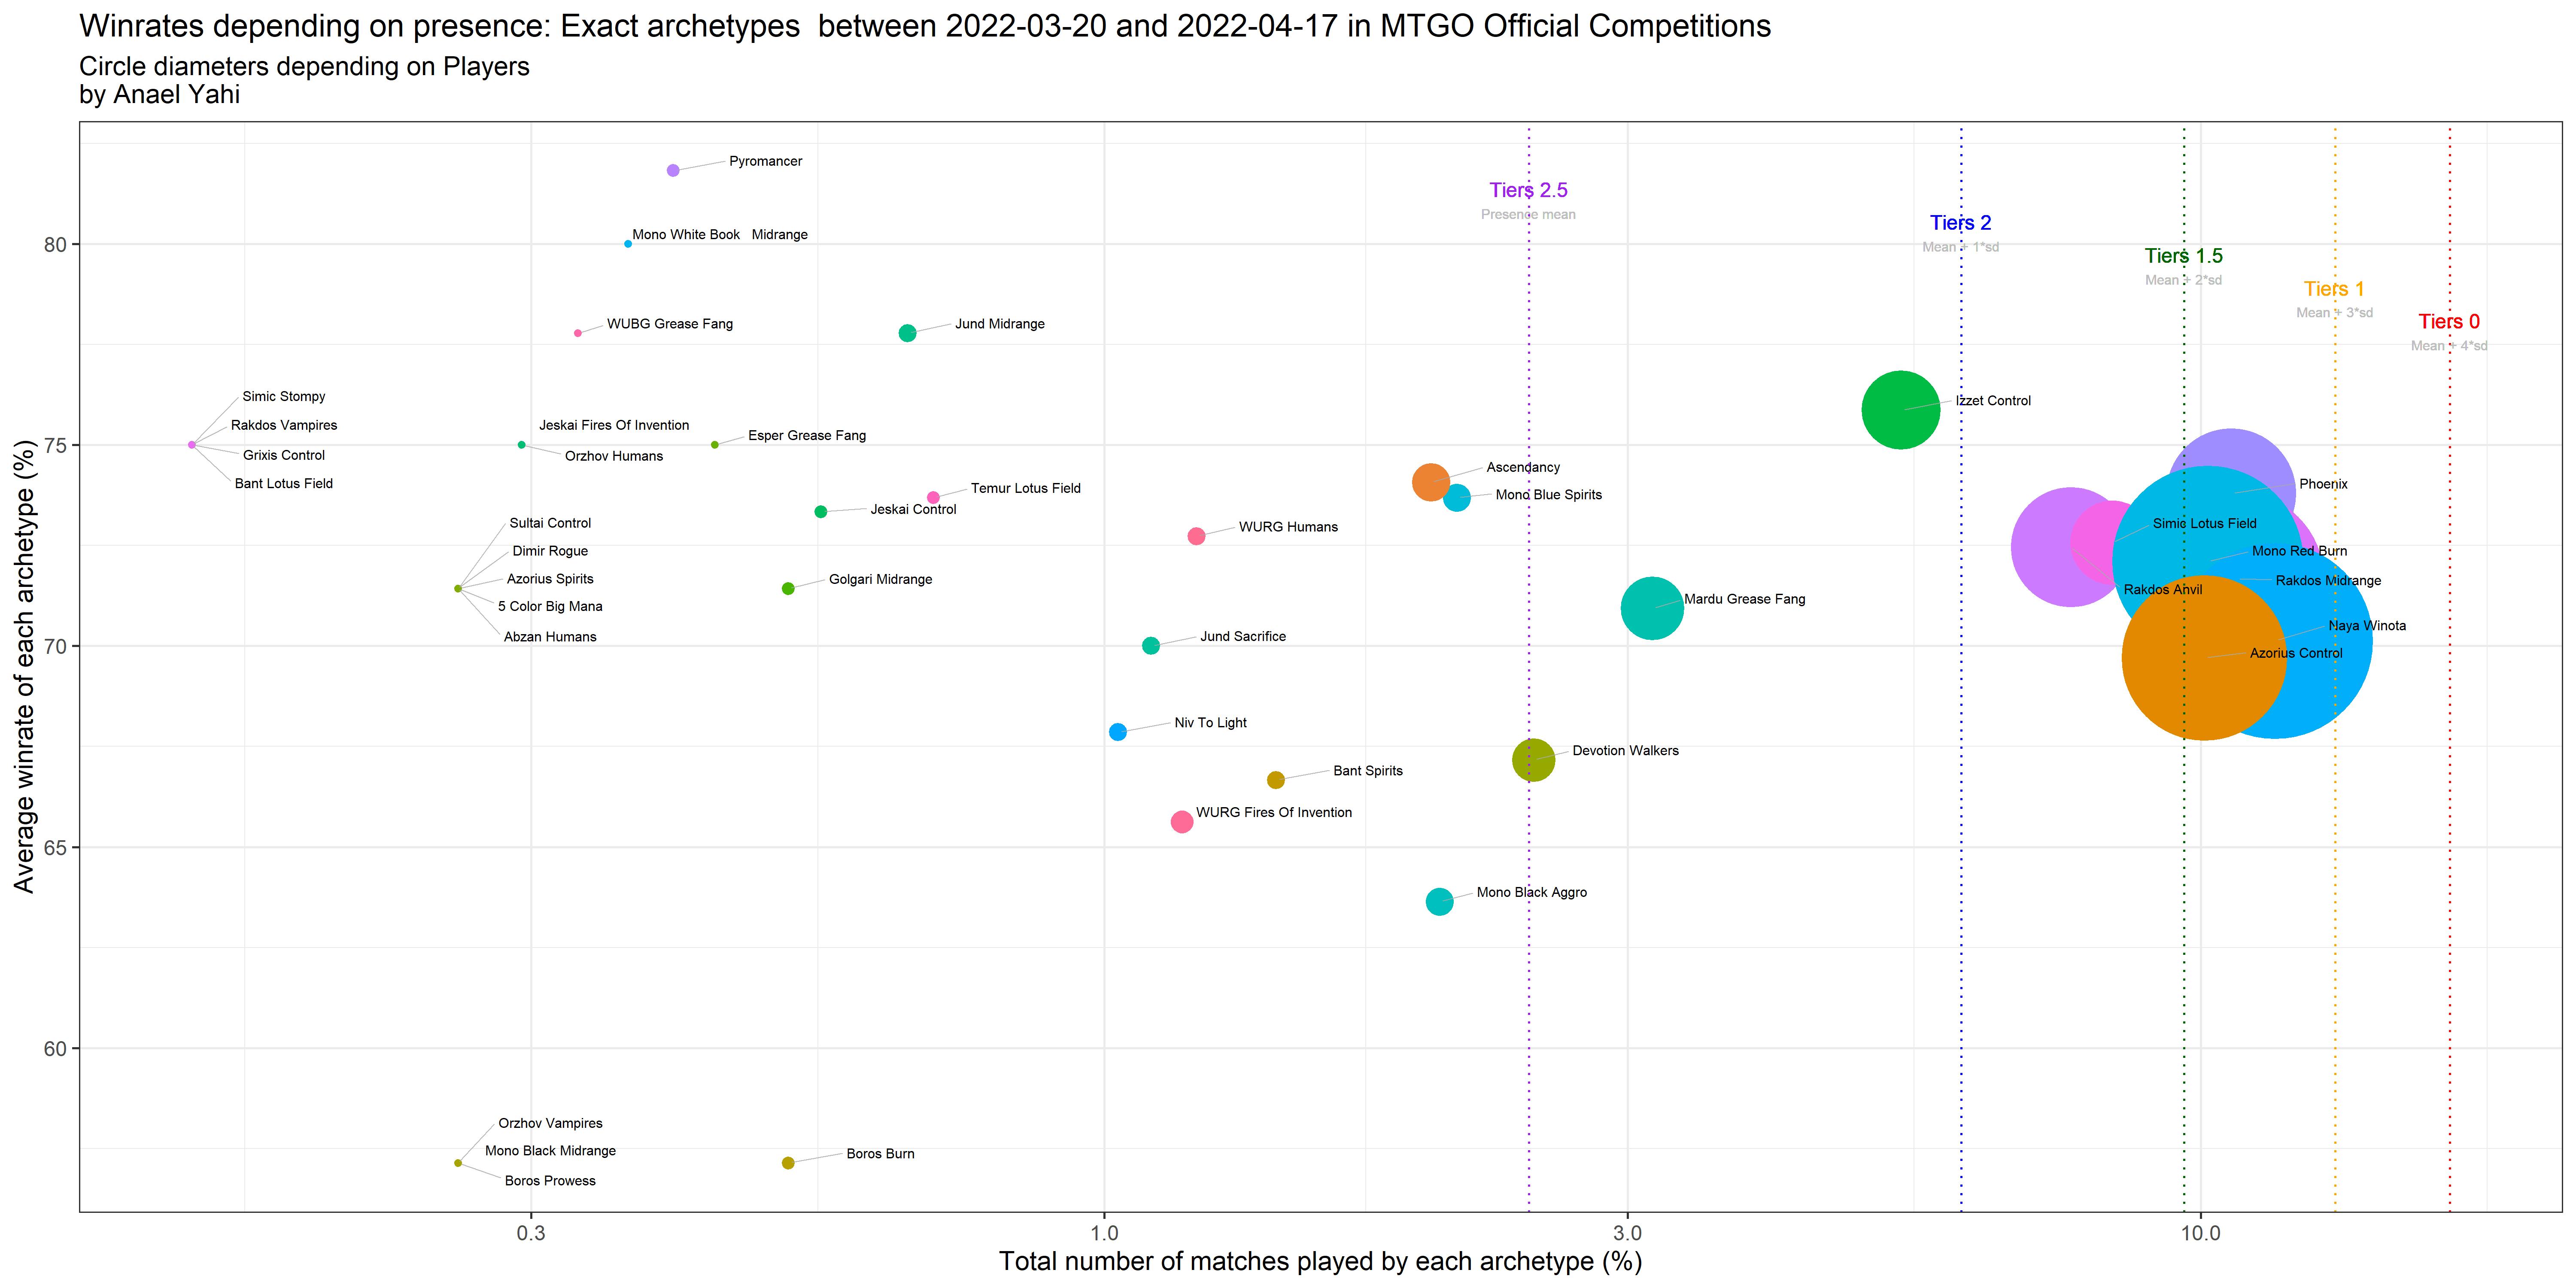 Winrates depending on presence: Exact archetypes  between 2022-03-20 and 2022-04-17 in MTGO Official Competitions
Circle diameters depending on Players
by Anael Yahi
Average winrate of each archetype (%)
80
75
70
65
60
Pyromancer
Mono White Book   Midrange
WUBG Grease Fang
Jund Midrange
Tiers 2.5
Presence mean
Tiers 2
Mean + 1*sd
Tiers 1.5
Mean + 2*sd
Tiers 1
Mean + 3*sd
Tiers 0
Mean + 4*sd
Simic Stompy
Rakdos Vampires
Grixis Control
Bant Lotus Field
Jeskai Fires Of Invention
Orzhov Humans
Esper Grease Fang
Izzet Control
Ascendancy
Mono Blue Spirits
Temur Lotus Field
Jeskai Control
Phoenix
Simic Lotus Field
Mono Red Burn
Rakdos Midrange
Rakdos Anvil
Naya Winota
Azorius Control
Sultai Control
Dimir Rogue
Azorius Spirits
5 Color Big Mana
Abzan Humans
WURG Humans
Golgari Midrange
Mardu Grease Fang
Jund Sacrifice
Niv To Light
Devotion Walkers
Bant Spirits
WURG Fires Of Invention
Mono Black Aggro
Orzhov Vampires
Mono Black Midrange
Boros Prowess
Boros Burn
0.3
1.0
3.0
10.0
Total number of matches played by each archetype (%)